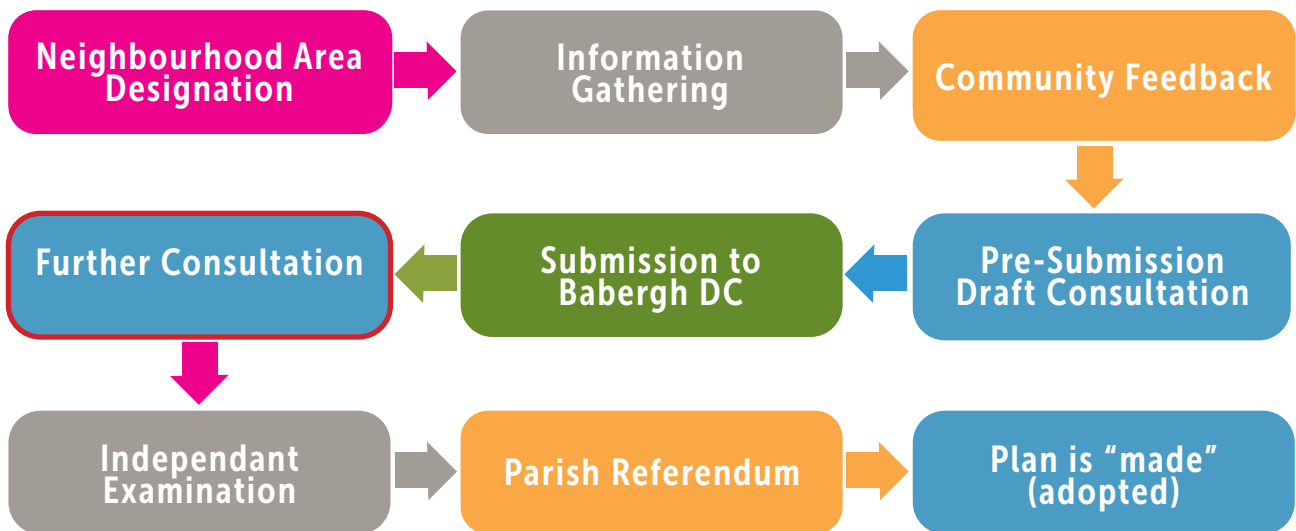 Neighbourhood Area
Designation
Information
Gathering
Community Feedback
Pre-Submission
Draft Consultation
Submission to
Babergh DC
Further Consultation
Independant
Examination
Parish Referendum
Plan is “made”
(adopted)